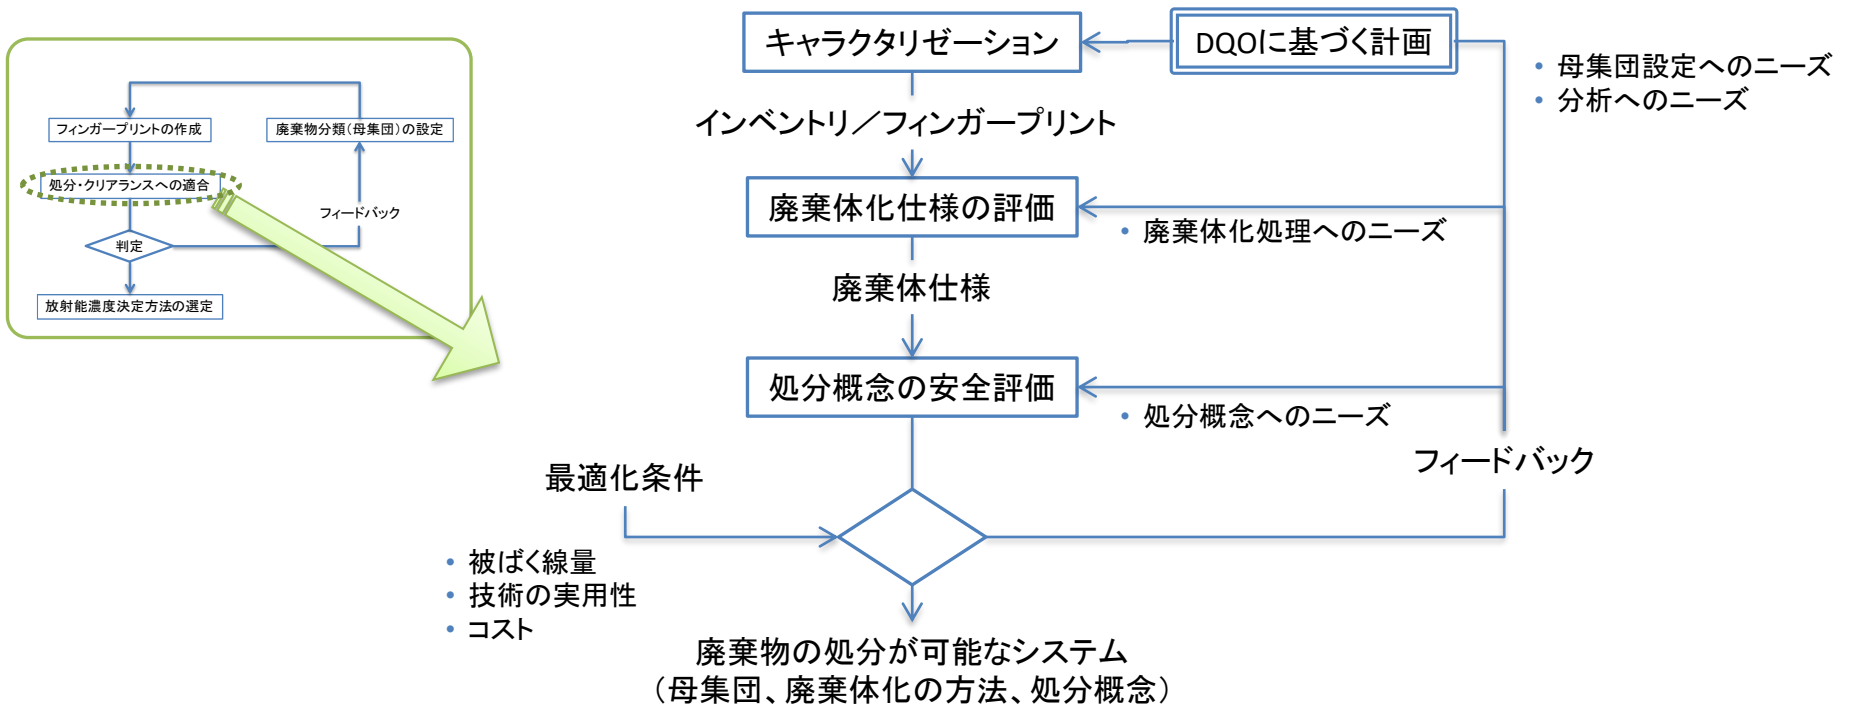 フィンガープリントの作成
廃棄物分類(母集団)の設定
処分・クリアランスへの適合
フィードバック
判定
放射能濃度決定方法の選定
キャラクタリゼーション
DQOに基づく計画
• 母集団設定へのニーズ
• 分析へのニーズ
インベントリ／フィンガープリント
廃棄体化仕様の評価
• 廃棄体化処理へのニーズ
廃棄体仕様
処分概念の安全評価
• 処分概念へのニーズ
フィードバック
最適化条件
• 被ばく線量
• 技術の実用性
• コスト
廃棄物の処分が可能なシステム
（母集団、廃棄体化の方法、処分概念）